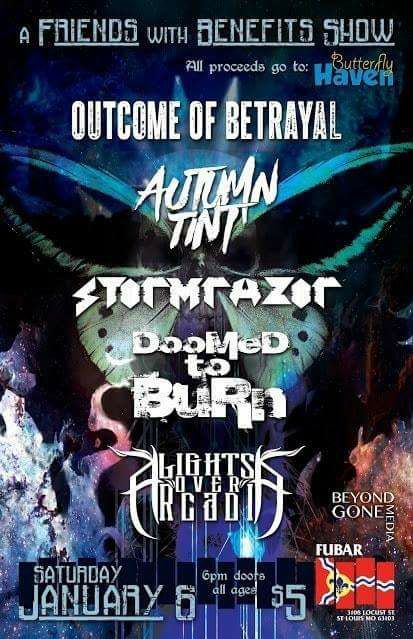 A FRIENDS WITH BENEFITS SHOW
All proceeds go to:
Butterfly
Haven
OUTCOME OF BETRAYAL
AUTUMN
TINT
STORMRAZOR
DOOMED
to
BURN
LIGHTS
OVER
ARCADIA
BEYOND
GONE
MEDIA
FUBAR
SATURDAY
JANUARY 6
6pm doors
all ages
$5
3108 LOCUST ST
ST LOUIS MO 63103